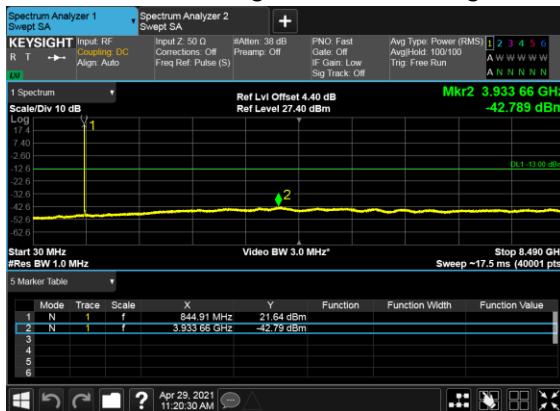 Spectrum Analyzer 1
Swept SA
Spectrum Analyzer 2
Swept SA
+
KEYSIGHT
R T
LXI
Input: RF
Coupling: DC
Align: Auto
Input Z: 50 Ω
Corrections: Off
Freq Ref: Pulse (S)
#Atten: 38 dB
Preamp: Off
PNO: Fast
Gate: Off
IF Gain: Low
Sig Track: Off
Avg Type: Power (RMS)
Avg|Hold: 100/100
Trig: Free Run
1 2 3 4 5 6
A W W W W W
A N N N N N
1 Spectrum
Scale/Div 10 dB
Ref Lvl Offset 4.40 dB
Ref Level 27.40 dBm
Mkr2 3.933 66 GHz
-42.789 dBm
Log
17.4
7.40
-2.60
-12.6
-22.6
-32.6
-42.6
-52.6
-62.6
1
2
DL1 -13.00 dBm
Start 30 MHz
#Res BW 1.0 MHz
Video BW 3.0 MHz*
Stop 8.490 GHz
Sweep ~17.5 ms (40001 pts)
5 Marker Table
Mode Trace Scale X Y Function Function Width Function Value
1 N 1 f 844.91 MHz 21.64 dBm
2 N 1 f 3.933 66 GHz -42.79 dBm
3
4
5
6
?
Apr 29, 2021
11:20:30 AM